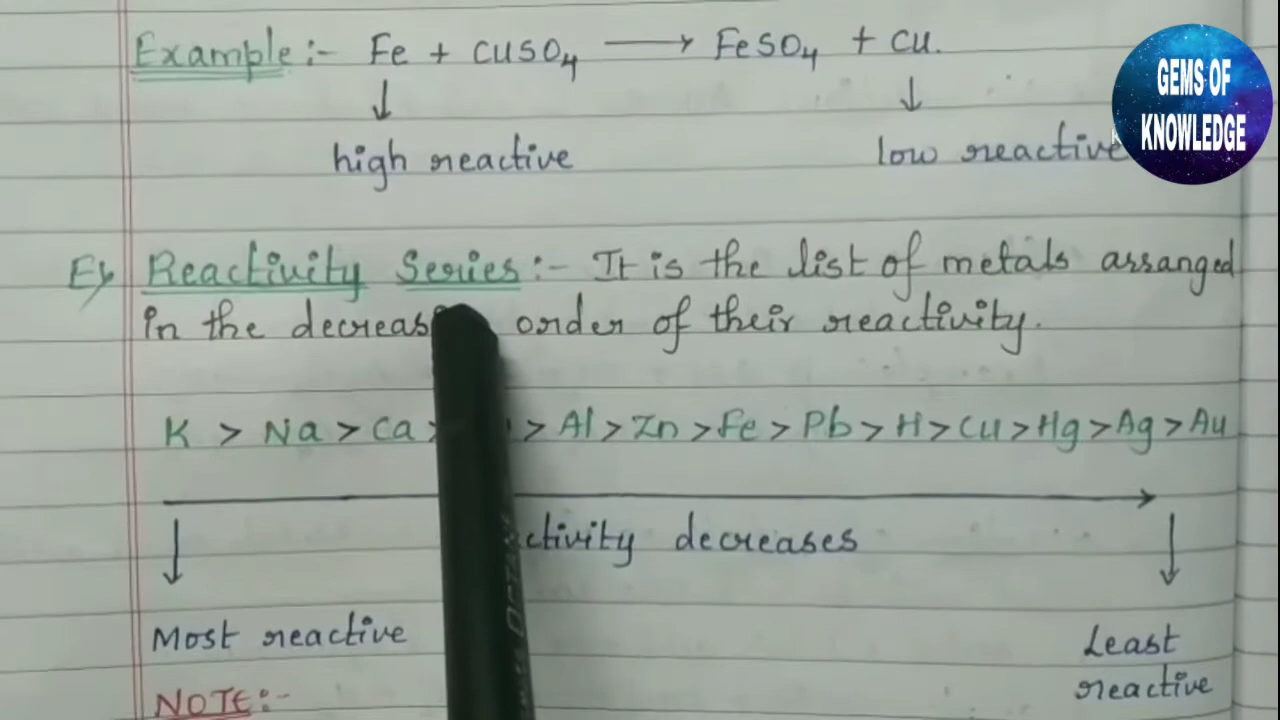 Example:- Fe + CUSO4 → FeSO4 + Cu.
↓ ↓
high reactive low reactive
GEMS OF
KNOWLEDGE
Ex Reactivity Series:- It is the list of metals arranged
in the decreas order of their reactivity.
K > Na > Ca > > Al > Zn > Fe > Pb > H > Cu > Hg > Ag > Au
ctivity decreases
Most reactive Least
reactive
NOTE:-